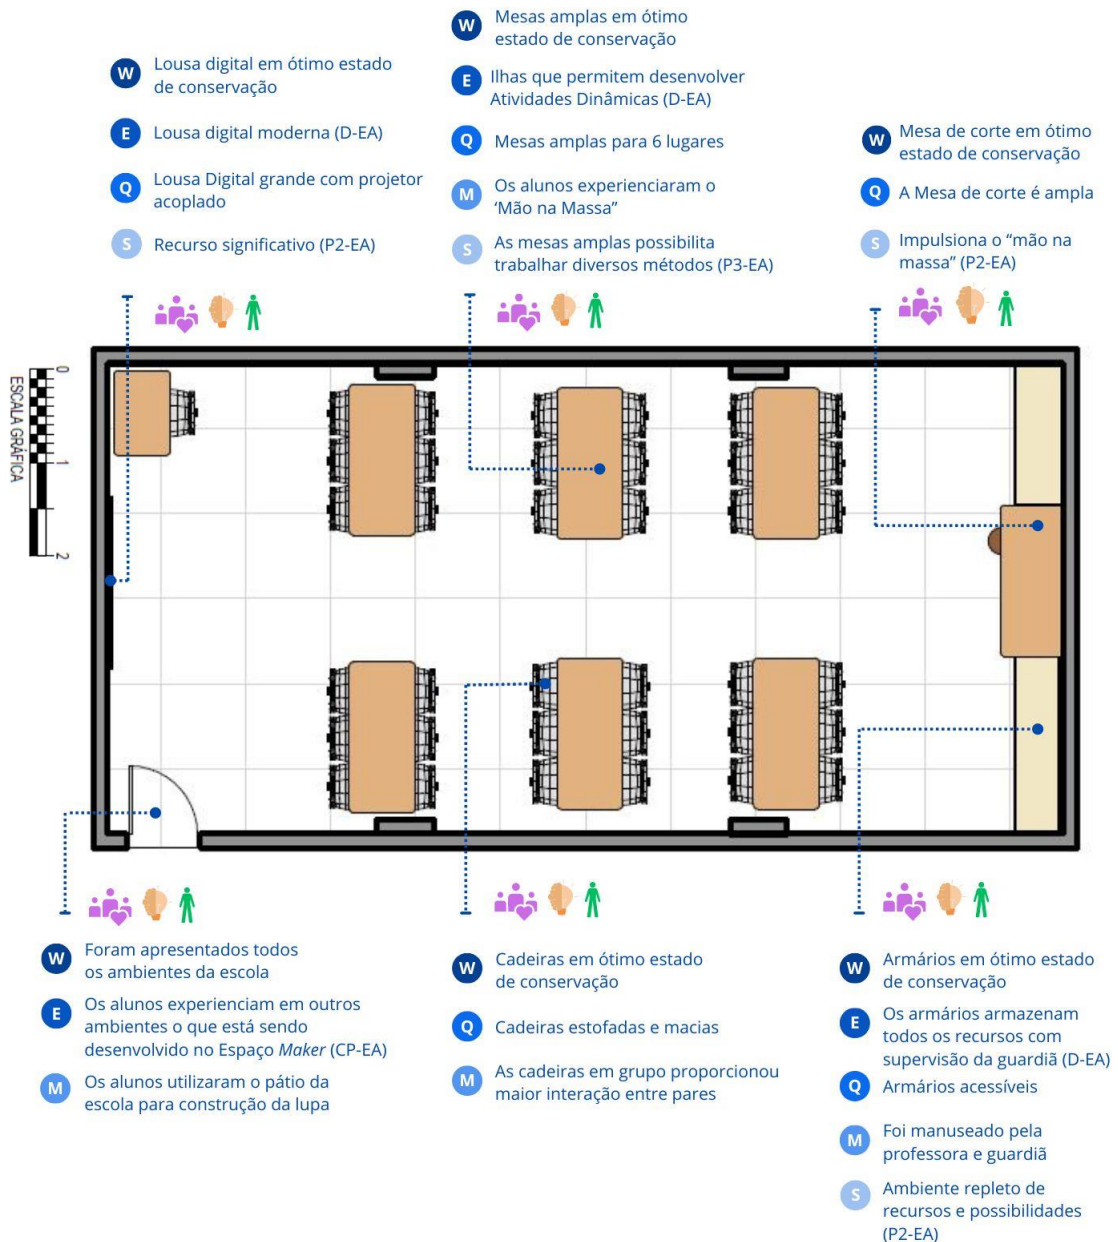 W
Lousa digital em ótimo estado
de conservação
E
Lousa digital moderna (D-EA)
Q
Lousa Digital grande com projetor
acoplado
S
Recurso significativo (P2-EA)
W
Mesas amplas em ótimo
estado de conservação
E
Ilhas que permitem desenvolver
Atividades Dinâmicas (D-EA)
Q
Mesas amplas para 6 lugares
M
Os alunos experienciaram o
‘Mão na Massa”
S
As mesas amplas possibilita
trabalhar diversos métodos (P3-EA)
W
Mesa de corte em ótimo
estado de conservação
Q
A Mesa de corte é ampla
S
Impulsiona o “mão na
massa” (P2-EA)
ESCALA GRÁFICA
0
1
2
W
Foram apresentados todos
os ambientes da escola
E
Os alunos experienciam em outros
ambientes o que está sendo
desenvolvido no Espaço Maker (CP-EA)
M
Os alunos utilizaram o pátio da
escola para construção da lupa
W
Cadeiras em ótimo estado
de conservação
Q
Cadeiras estofadas e macias
M
As cadeiras em grupo proporcionou
maior interação entre pares
W
Armários em ótimo estado
de conservação
E
Os armários armazenam
todos os recursos com
supervisão da guardiã (D-EA)
Q
Armários acessíveis
M
Foi manuseado pela
professora e guardiã
S
Ambiente repleto de
recursos e possibilidades
(P2-EA)